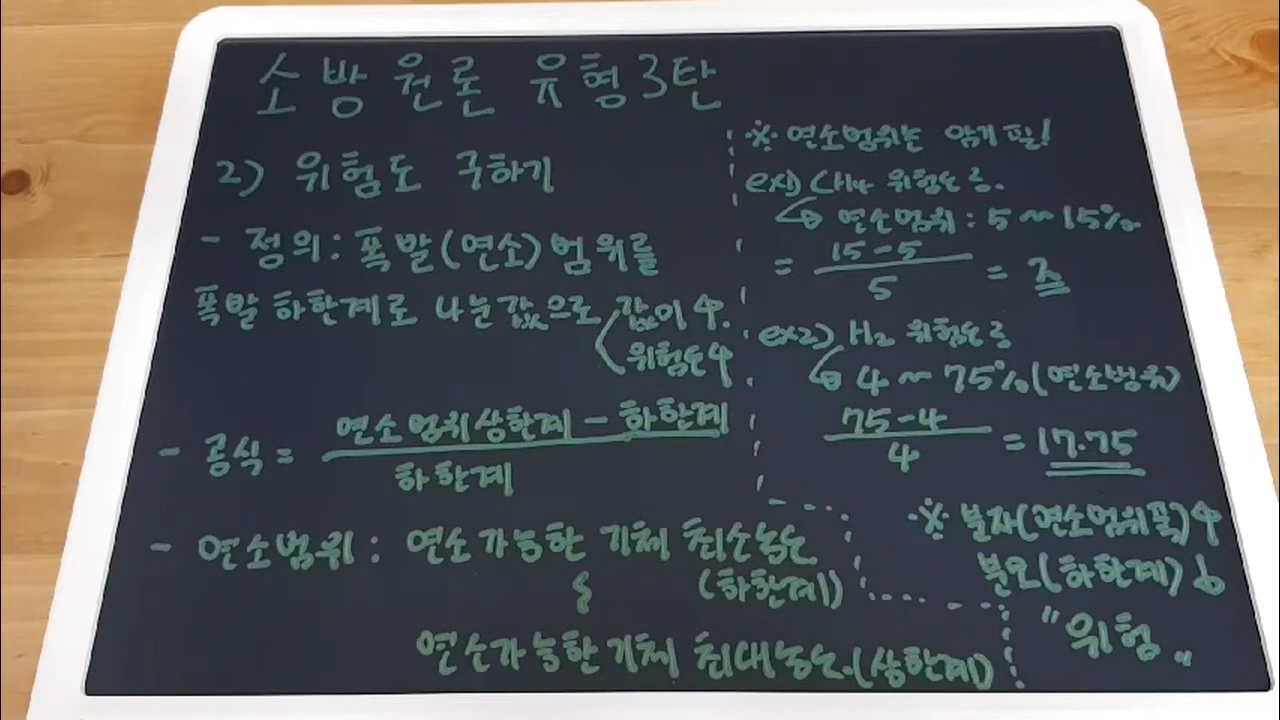 소방원론 유형3탄
2) 위험도 구하기
- 정의 : 폭발(연소)범위를
폭발 하한계로 나눈값으로 값이↑.
위험도↑
- 공식 = 연소범위상한계 - 하한계
하한계
- 연소범위 : 연소가능한 기체 최소농도
(하한계)
~
연소가능한기체 최대농도.(상한계)
※ 연소범위는 암기 필!
ex1) CH4 위험도는.
↳ 연소범위 : 5 ~ 15%
= 15-5
5
= 2
ex2) H2 위험도는
↳ 4 ~ 75%(연소범위)
75-4
4
= 17.75
※ 분자(연소범위폭)↑
분모(하한계)↓
"위험"